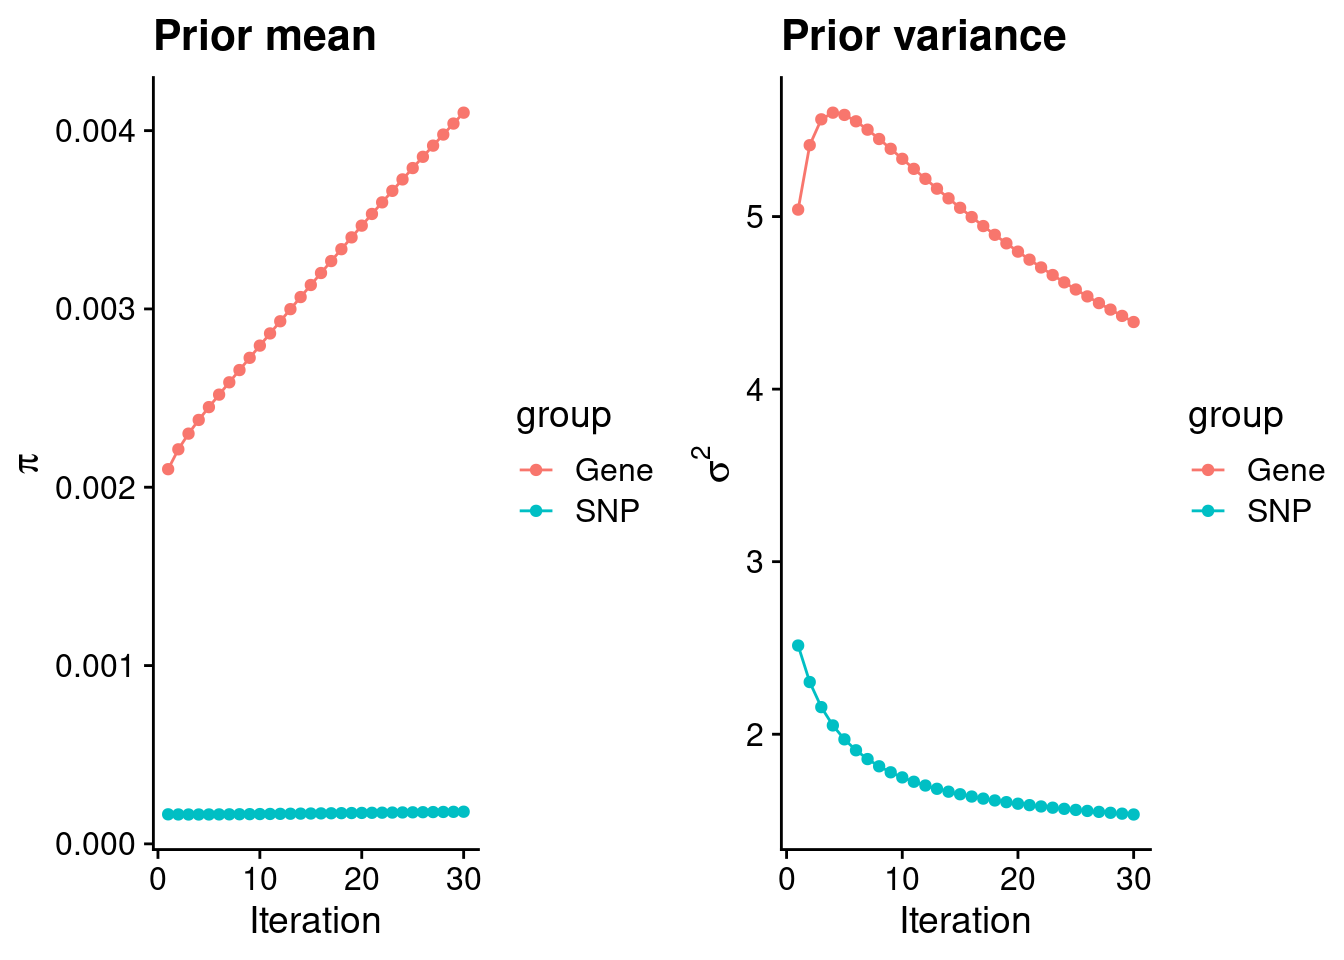 Prior mean
π
0.004
0.003
0.002
0.001
0.000
0 10 20 30
Iteration
group
Gene
SNP
Prior variance
σ²
5
4
3
2
0 10 20 30
Iteration
group
Gene
SNP